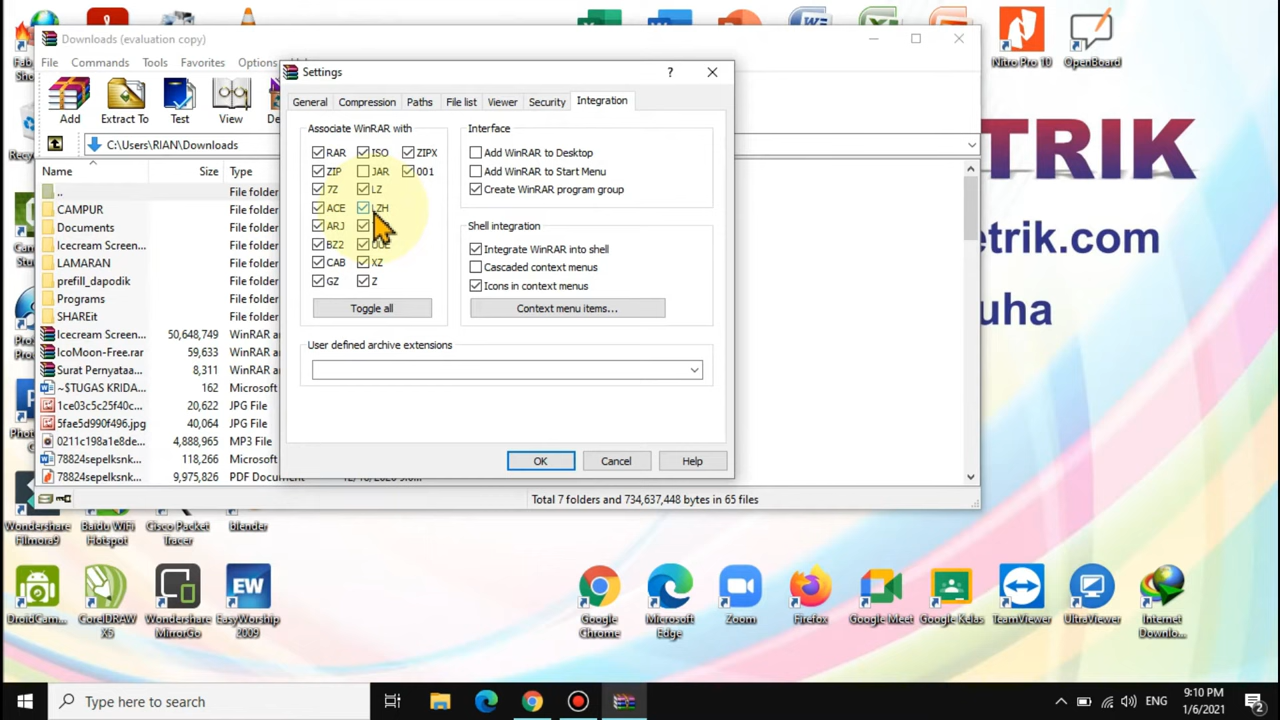 Downloads (evaluation copy)
File Commands Tools Favorites Options
Add Extract To Test View
C:\Users\RIAN\Downloads
Name Size Type
.. File folder
CAMPUR File folder
Documents File folder
Icecream Screen... File folder
LAMARAN File folder
prefill_dapodik File folder
Programs File folder
SHAREit File folder
Icecream Screen... 50,648,749 WinRAR
IcoMoon-Free.rar 59,633 WinRAR
Surat Pernyataa... 8,311 WinRAR
~$TUGAS KRIDA... 162 Microsoft
1ce03c5c25f40c... 20,622 JPG File
5fae5d990f496.jpg 40,064 JPG File
0211c198a1e8de... 4,888,965 MP3 File
78824sepelksnk... 118,266 Microsoft
78824sepelksnk... 9,975,826 PDF Document
Total 7 folders and 734,637,448 bytes in 65 files
Settings
General Compression Paths File list Viewer Security Integration
Associate WinRAR with
RAR ISO ZIPX
ZIP JAR 001
7Z LZ
ACE LZH
ARJ
BZ2
CAB XZ
GZ Z
Toggle all
Interface
Add WinRAR to Desktop
Add WinRAR to Start Menu
Create WinRAR program group
Shell integration
Integrate WinRAR into shell
Cascaded context menus
Icons in context menus
Context menu items...
User defined archive extensions
OK Cancel Help
TRIK
etrik.com
uha
Nitro Pro 10
OpenBoard
Wondershare Filmora9
Baidu WiFi Hotspot
Cisco Packet Tracer
blender
DroidCam...
CorelDRAW X5
Wondershare MirrorGo
EasyWorship 2009
EW
Google Chrome
Microsoft Edge
Zoom
Firefox
Google Meet
Google Kelas
TeamViewer
UltraViewer
Internet Downlo...
Type here to search
ENG
9:10 PM
1/6/2021
2